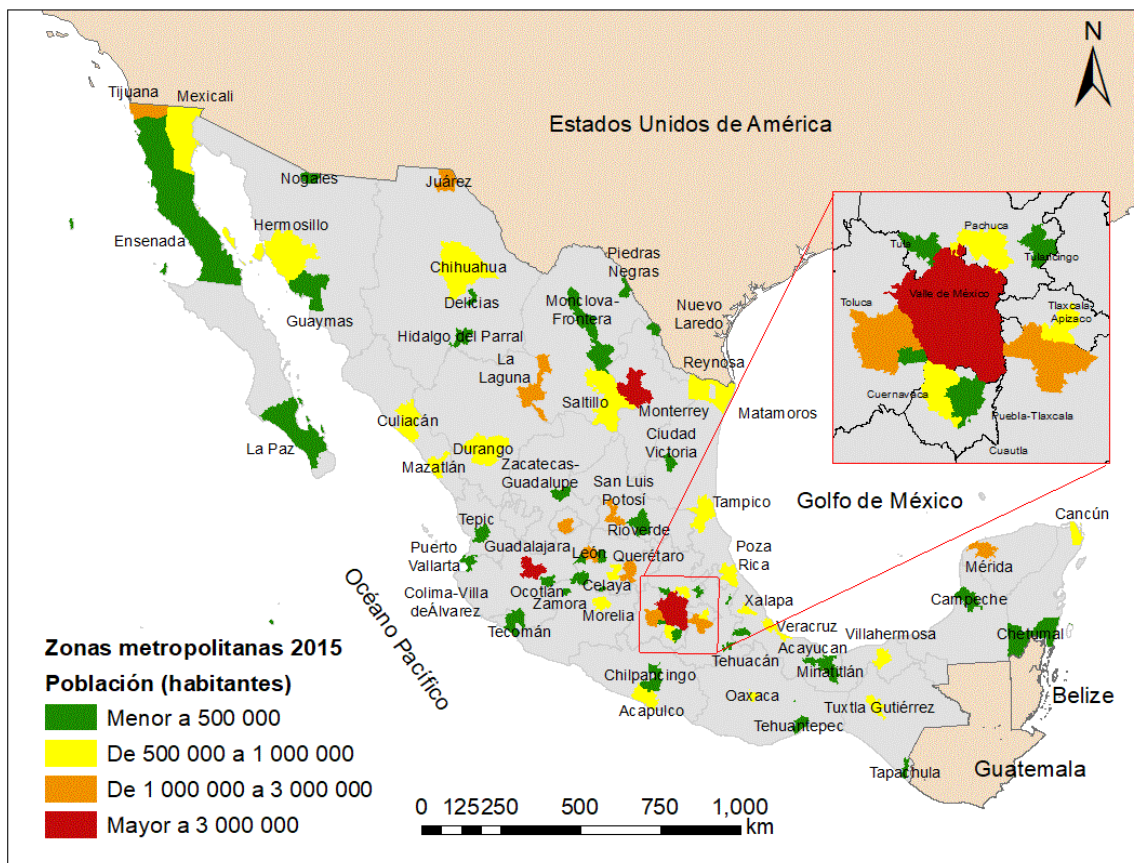 N
Tijuana
Mexicali
Estados Unidos de América
Nogales
Juárez
Hermosillo
Ensenada
Chihuahua
Piedras
Negras
Delicias
Monclova-
Frontera
Guaymas
Nuevo
Laredo
Hidalgo del Parral
La
Laguna
Reynosa
Saltillo
Monterrey
Matamoros
Culiacán
La Paz
Durango
Ciudad
Victoria
Mazatlán
Zacatecas-
Guadalupe
San Luis
Potosí
Tampico
Golfo de México
Rioverde
Tepic
Cancún
Puerto
Vallarta
Guadalajara
León
Querétaro
Poza
Rica
Mérida
Colima-Villa
deÁlvarez
Ocotlán
Celaya
Zamora
Morelia
Xalapa
Campeche
Tecomán
Veracruz
Villahermosa
Chetumal
Océano Pacífico
Acayucan
Tehuacán
Minatitlán
Chilpancingo
Oaxaca
Acapulco
Tuxtla Gutiérrez
Tehuantepec
Belize
Tapachula
Guatemala
Pachuca
Tula
Tulancingo
Valle de México
Toluca
Tlaxcala-
Apizaco
Cuernavaca
Puebla-Tlaxcala
Cuautla
Zonas metropolitanas 2015
Población (habitantes)
Menor a 500 000
De 500 000 a 1 000 000
De 1 000 000 a 3 000 000
Mayor a 3 000 000
0 125250 500 750 1,000
km